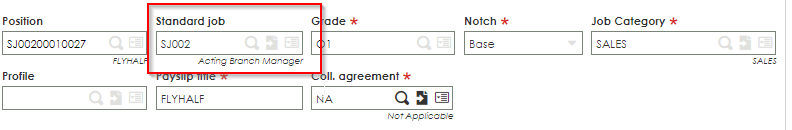 Position Standard job Grade * Notch * Job Category *
SJ00200010027 SJ002 O1 Base SALES
FLYHALF Acting Branch Manager SALES
Profile Payslip title * Coll. agreement *
FLYHALF NA
Not Applicable